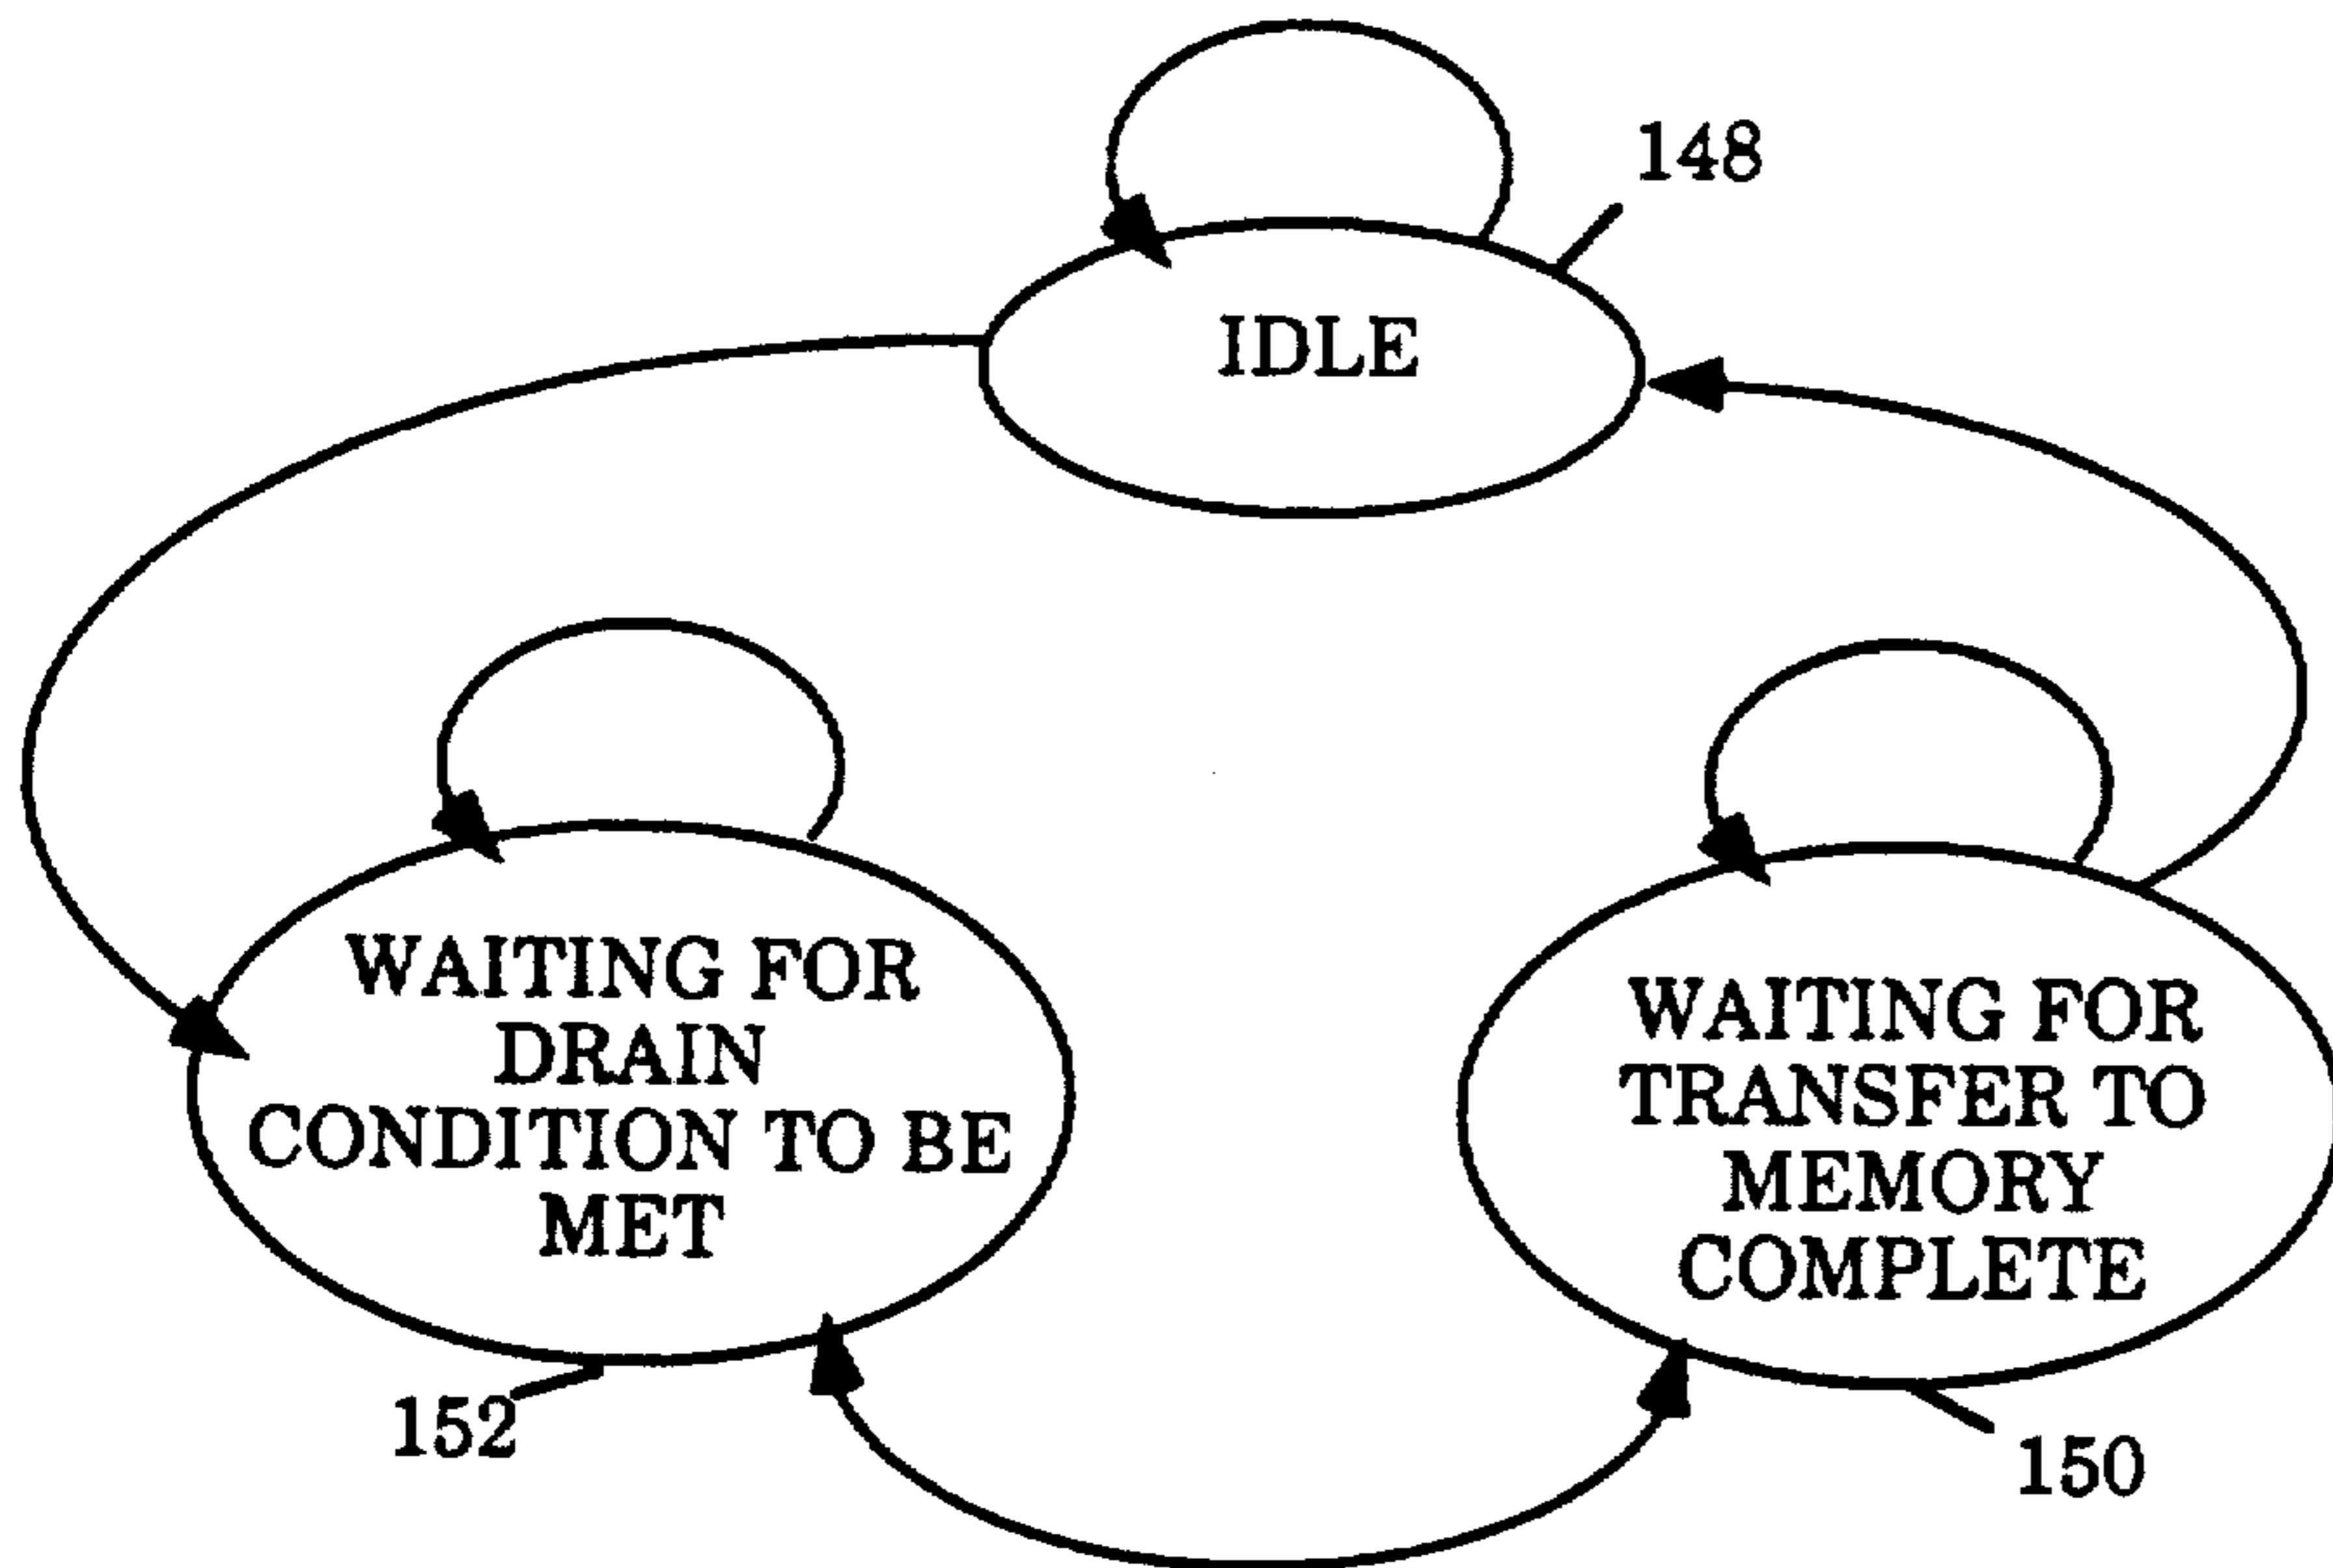 148
IDLE
WAITING FOR
DRAIN
CONDITION TO BE
MET
152
WAITING FOR
TRANSFER TO
MEMORY
COMPLETE
150